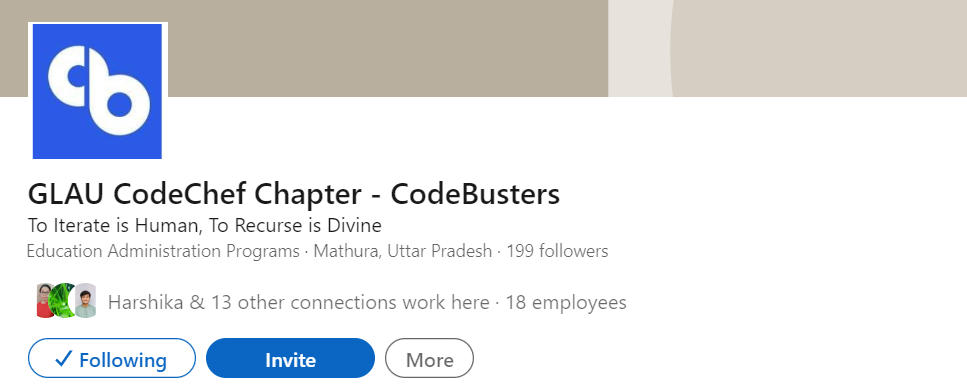 cb
GLAU CodeChef Chapter - CodeBusters
To Iterate is Human, To Recurse is Divine
Education Administration Programs · Mathura, Uttar Pradesh · 199 followers
Harshika & 13 other connections work here · 18 employees
Following
Invite
More